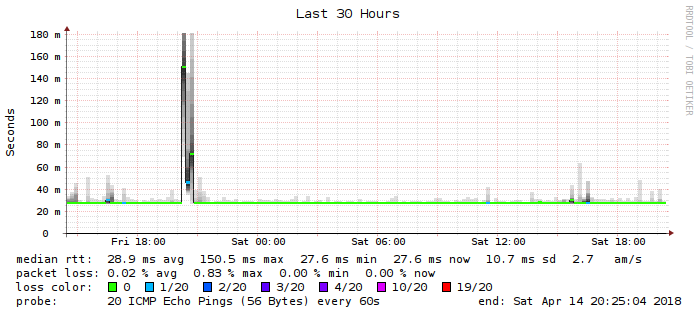 Last 30 Hours
RRDTOOL / TOBI OETIKER
Seconds
180 m
160 m
140 m
120 m
100 m
80 m
60 m
40 m
20 m
0
Fri 18:00 Sat 00:00 Sat 06:00 Sat 12:00 Sat 18:00
median rtt: 28.9 ms avg 150.5 ms max 27.6 ms min 27.6 ms now 10.7 ms sd 2.7 am/s
packet loss: 0.02 % avg 0.83 % max 0.00 % min 0.00 % now
loss color: 0 1/20 2/20 3/20 4/20 10/20 19/20
probe: 20 ICMP Echo Pings (56 Bytes) every 60s end: Sat Apr 14 20:25:04 2018